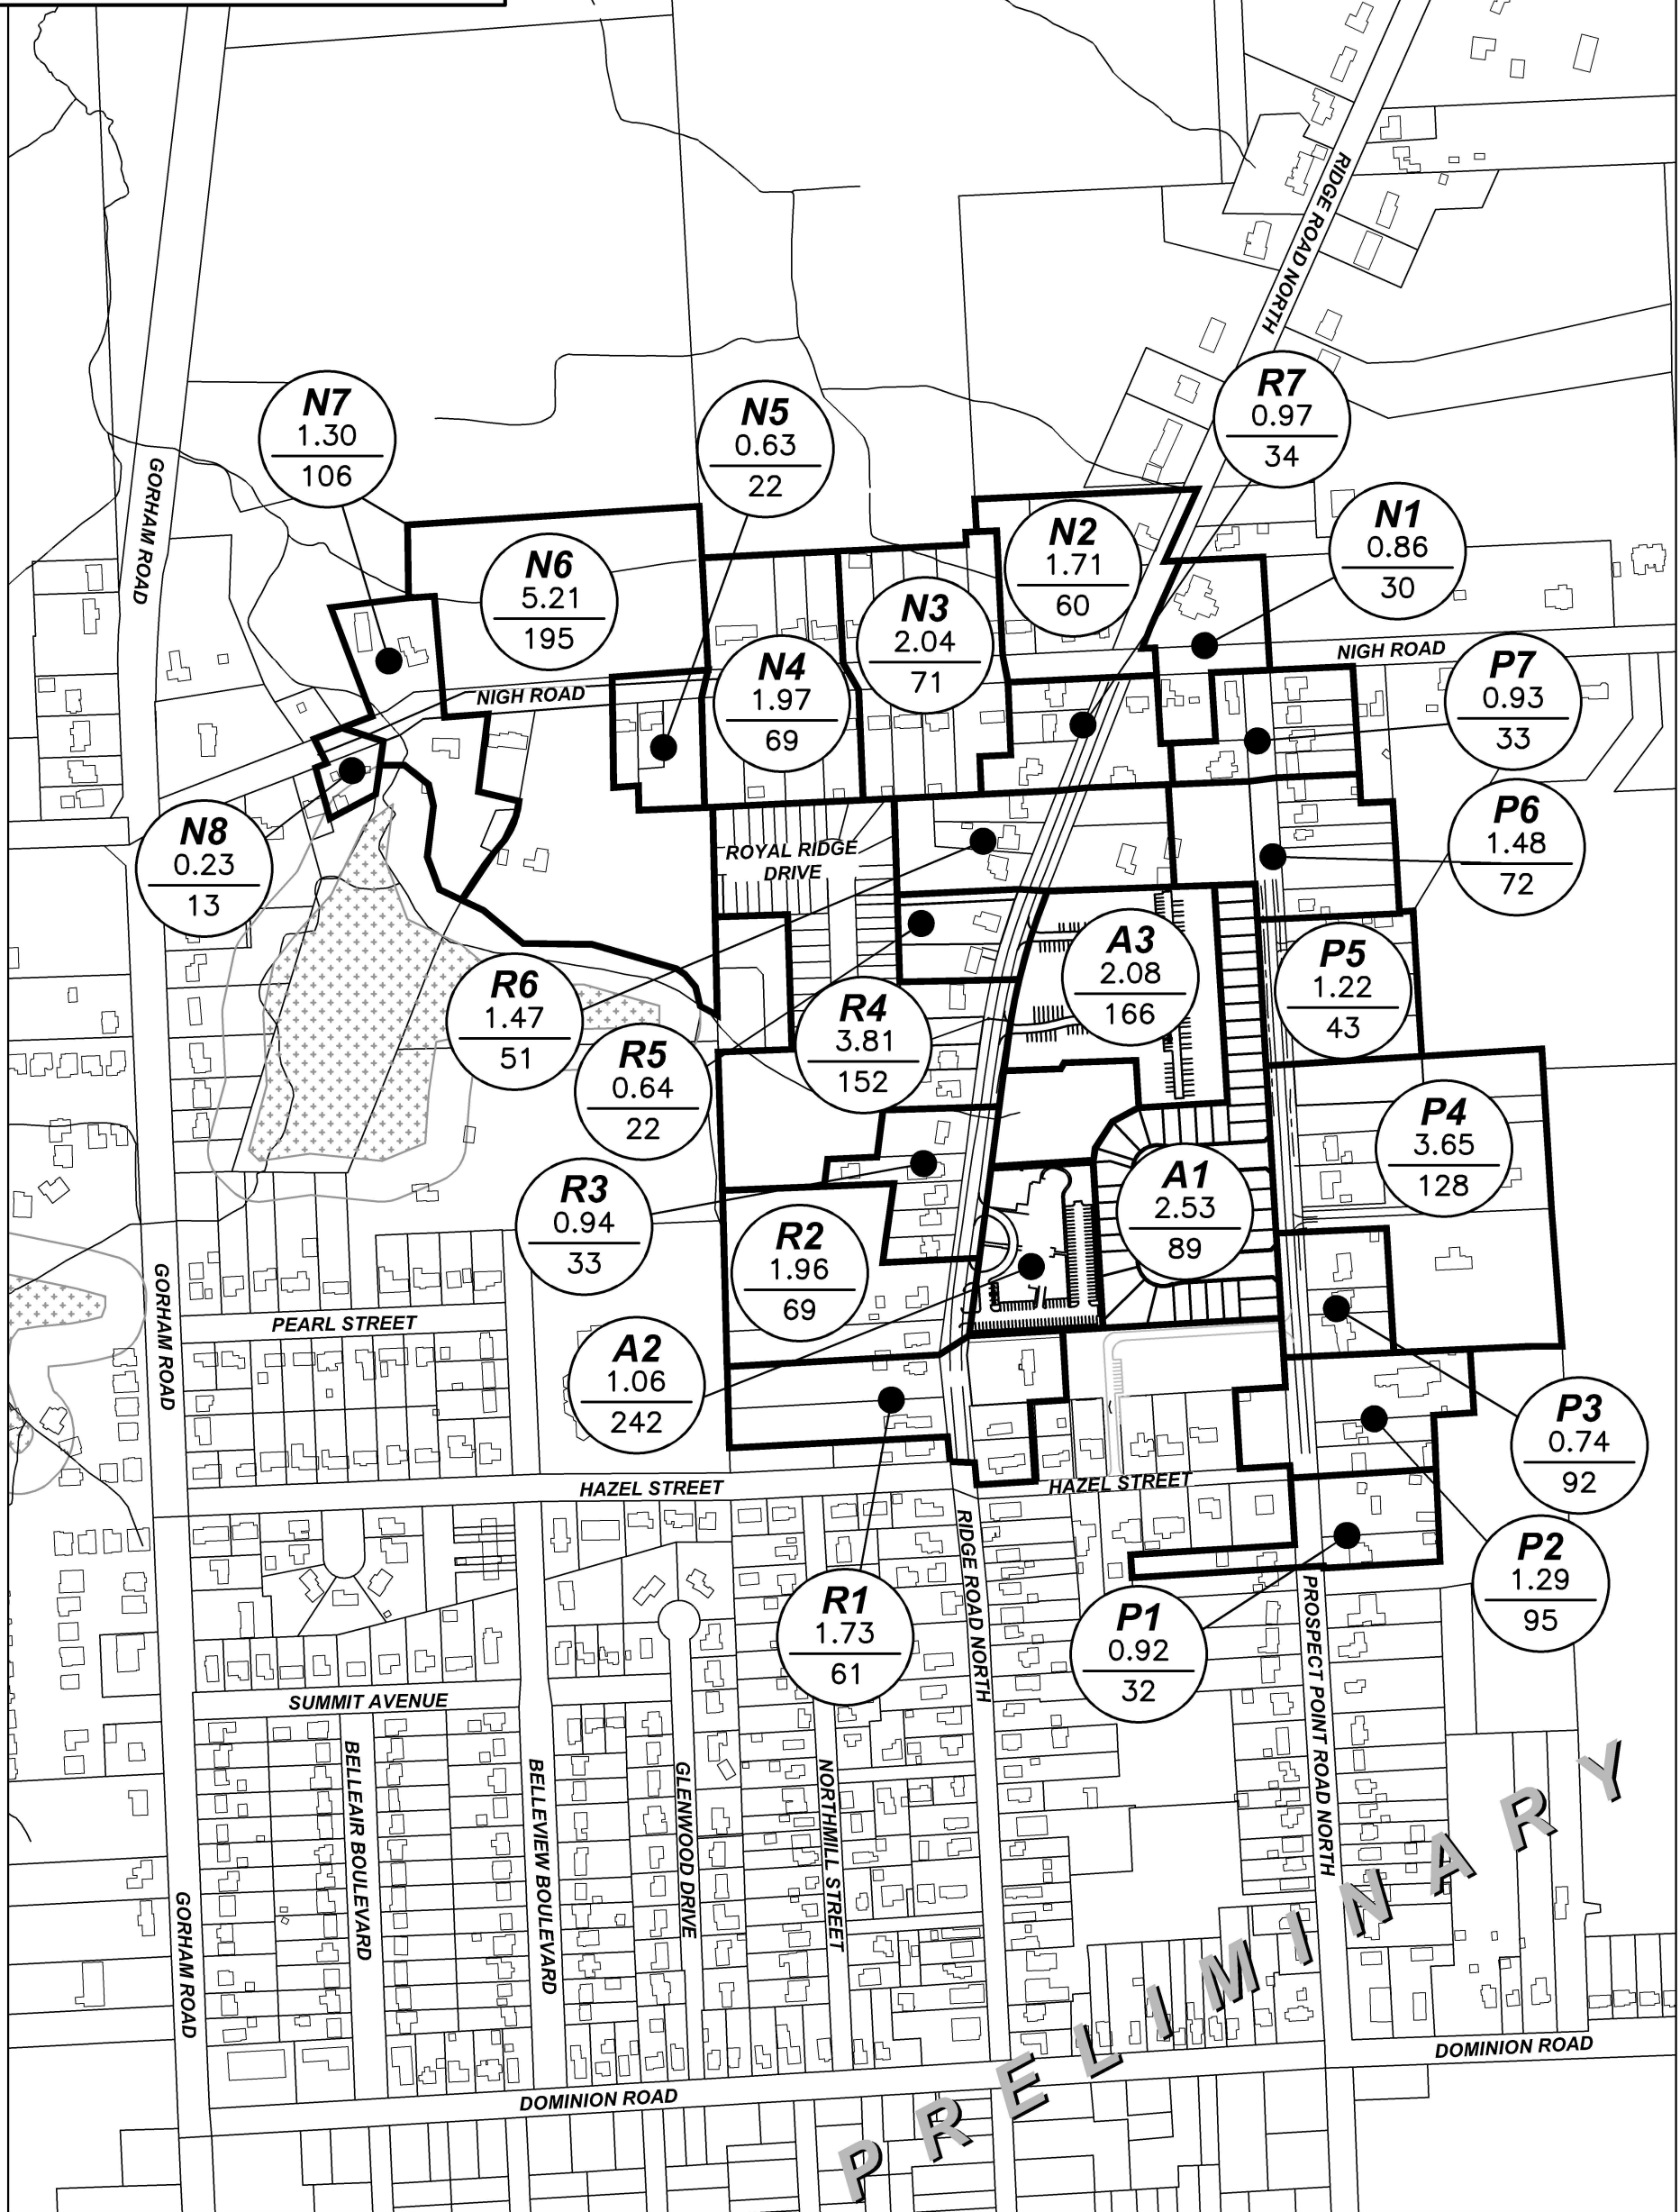 RIDGE ROAD NORTH
N7
1.30
106
N5
0.63
22
R7
0.97
34
GORHAM ROAD
N6
5.21
195
N3
2.04
71
N2
1.71
60
N1
0.86
30
NIGH ROAD
NIGH ROAD
N4
1.97
69
P7
0.93
33
N8
0.23
13
ROYAL RIDGE
DRIVE
P6
1.48
72
R6
1.47
51
R5
0.64
22
R4
3.81
152
A3
2.08
166
P5
1.22
43
P4
3.65
128
R3
0.94
33
R2
1.96
69
A1
2.53
89
GORHAM ROAD
PEARL STREET
A2
1.06
242
P3
0.74
92
HAZEL STREET
HAZEL STREET
P2
1.29
95
R1
1.73
61
RIDGE ROAD NORTH
P1
0.92
32
PROSPECT POINT ROAD NORTH
SUMMIT AVENUE
BELLEAIR BOULEVARD
BELLEVIEW BOULEVARD
GLENWOOD DRIVE
NORTHMILL STREET
GORHAM ROAD
DOMINION ROAD
DOMINION ROAD
PRELIMINARY